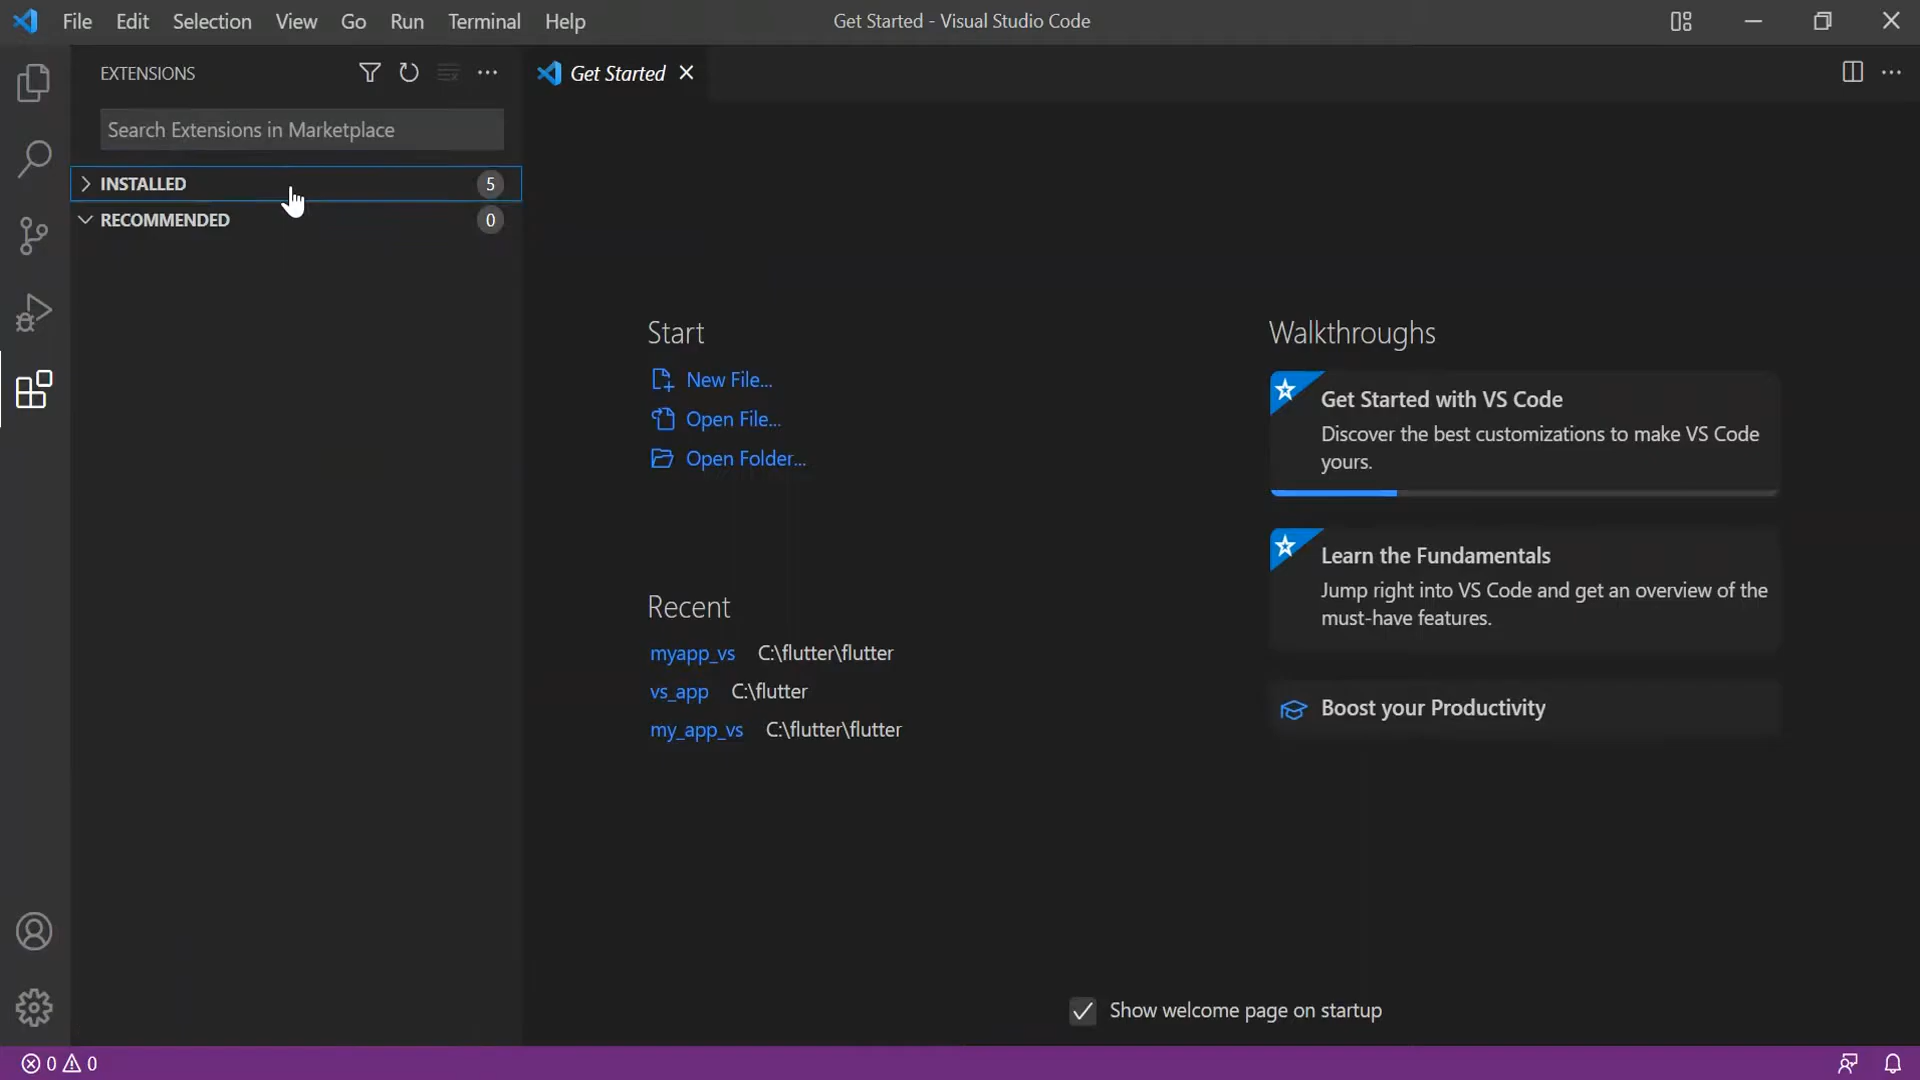 File Edit Selection View Go Run Terminal Help
Get Started - Visual Studio Code
EXTENSIONS
Search Extensions in Marketplace
INSTALLED 5
RECOMMENDED 0
Get Started
Start
New File...
Open File...
Open Folder...
Recent
myapp_vs C:\flutter\flutter
vs_app C:\flutter
my_app_vs C:\flutter\flutter
Walkthroughs
Get Started with VS Code
Discover the best customizations to make VS Code
yours.
Learn the Fundamentals
Jump right into VS Code and get an overview of the
must-have features.
Boost your Productivity
Show welcome page on startup
0 0